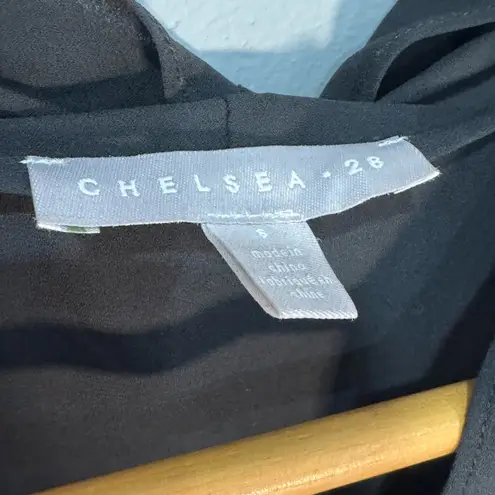 CHELSEA · 28
S
made in
china
fabriqué en
chine